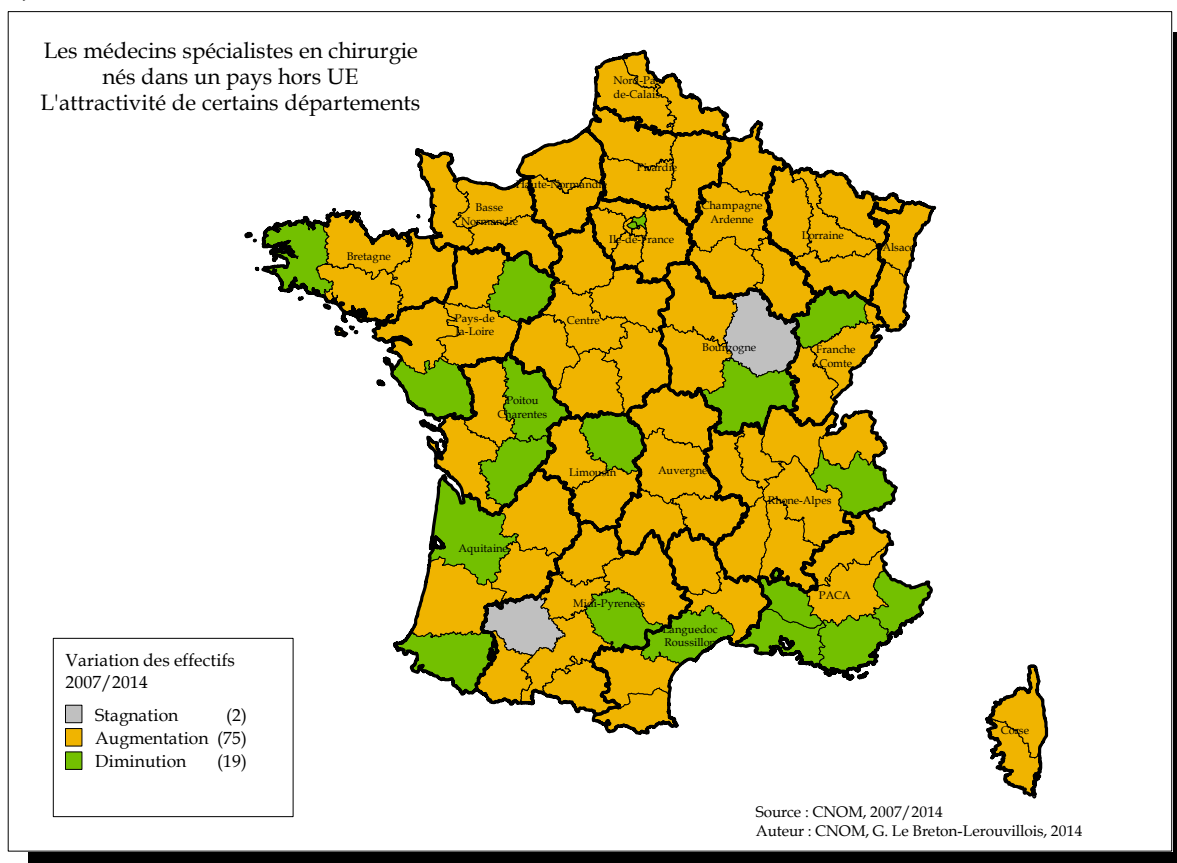 Les médecins spécialistes en chirurgie
nés dans un pays hors UE
L'attractivité de certains départements
Nord-Pas
de-Calais
Picardie
Haute-Normandie
Basse
Normandie
Champagne
Ardenne
Ile-de-France
Lorraine
Alsace
Bretagne
Pays-de
la-Loire
Centre
Bourgogne
Franche
Comte
Poitou
Charentes
Limousin
Auvergne
Rhone-Alpes
Aquitaine
Midi-Pyrenees
PACA
Languedoc
Roussillon
Corse
Variation des effectifs
2007/2014
Stagnation (2)
Augmentation (75)
Diminution (19)
Source : CNOM, 2007/2014
Auteur : CNOM, G. Le Breton-Lerouvillois, 2014